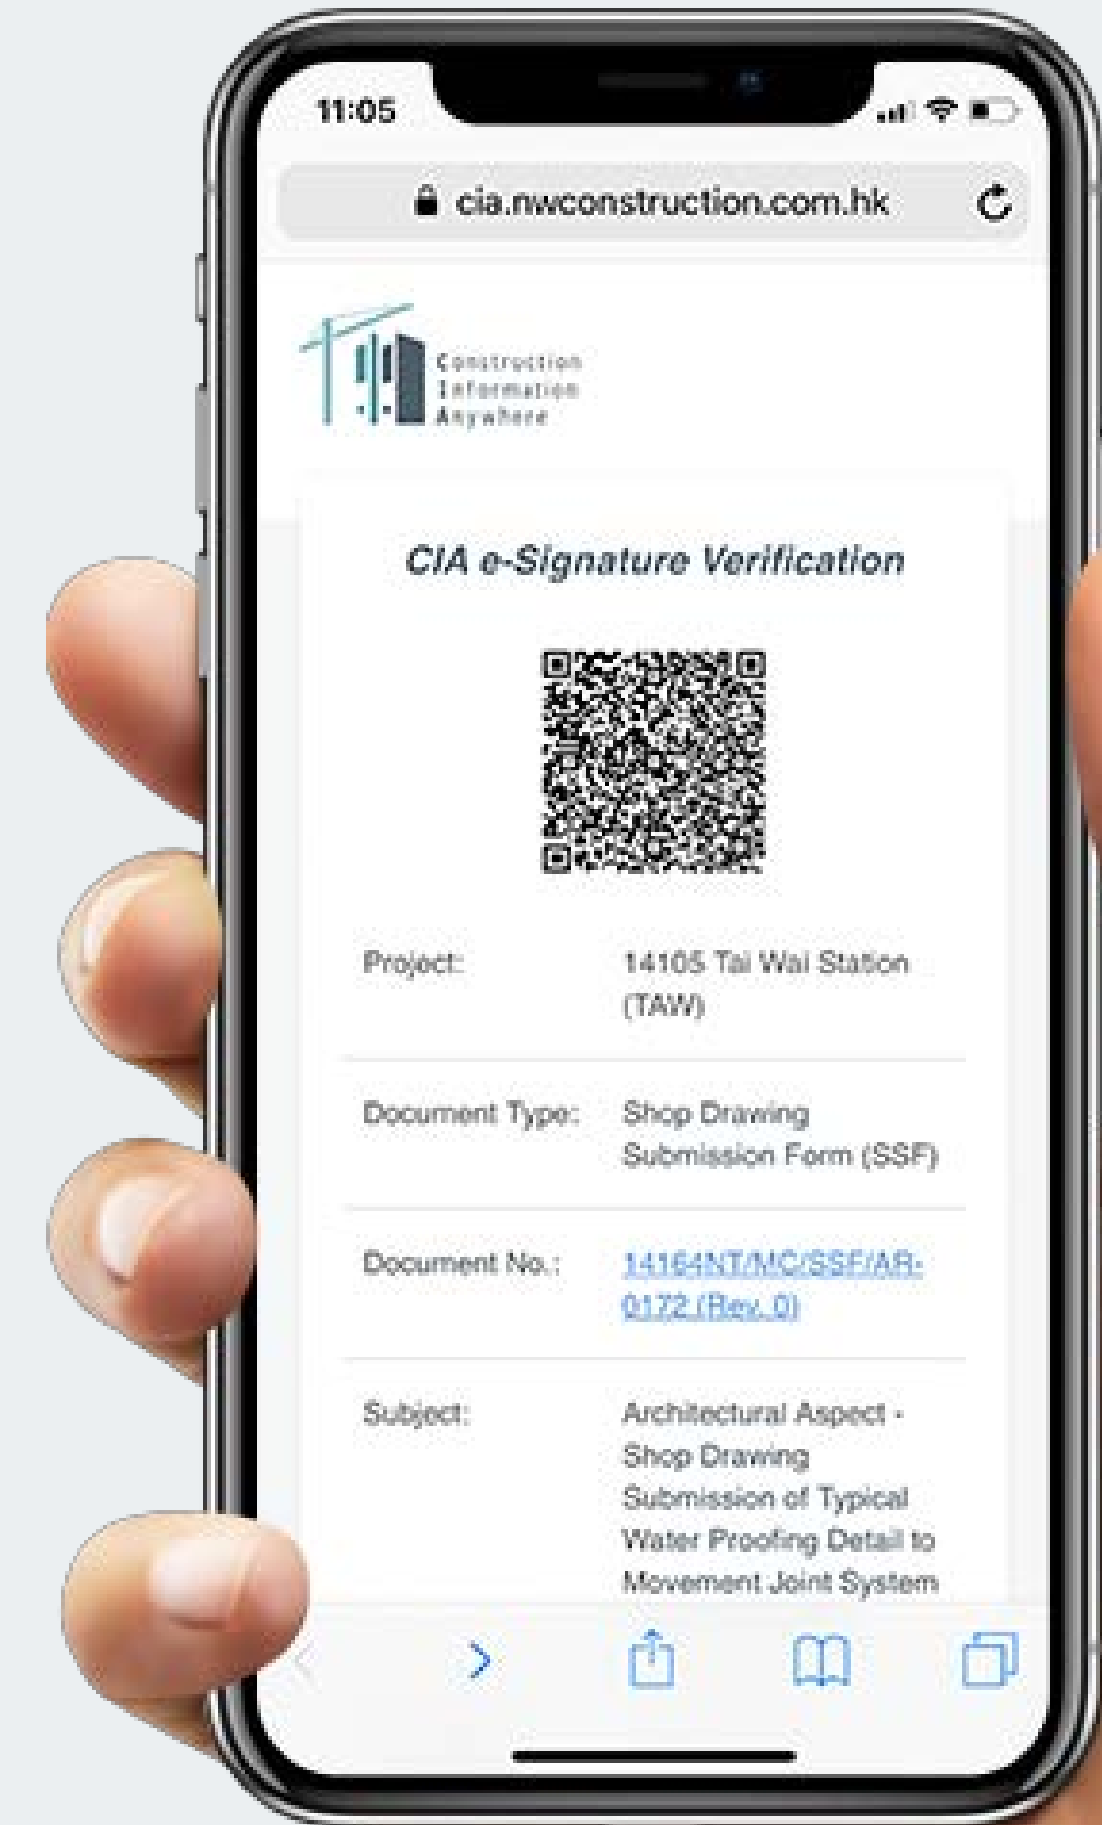 11:05
cia.nwconstruction.com.hk
Construction
Information
Anywhere
CIA e-Signature Verification
Project:
14105 Tai Wai Station
(TAW)
Document Type:
Shop Drawing
Submission Form (SSF)
Document No.:
14164NT/MC/SSF/AR-
0172 (Rev. 0)
Subject:
Architectural Aspect -
Shop Drawing
Submission of Typical
Water Proofing Detail to
Movement Joint System